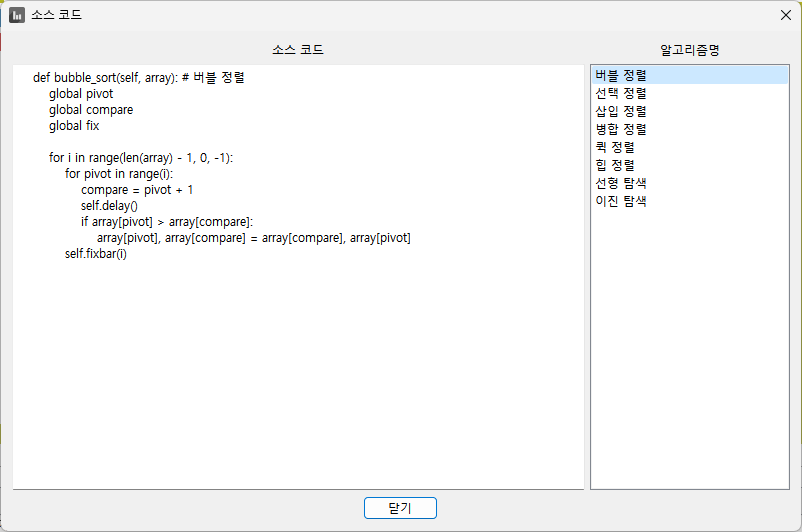 소스 코드
소스 코드
알고리즘명
def bubble_sort(self, array): # 버블 정렬
global pivot
global compare
global fix
for i in range(len(array) - 1, 0, -1):
for pivot in range(i):
compare = pivot + 1
self.delay()
if array[pivot] > array[compare]:
array[pivot], array[compare] = array[compare], array[pivot]
self.fixbar(i)
버블 정렬
선택 정렬
삽입 정렬
병합 정렬
퀵 정렬
힙 정렬
선형 탐색
이진 탐색
닫기